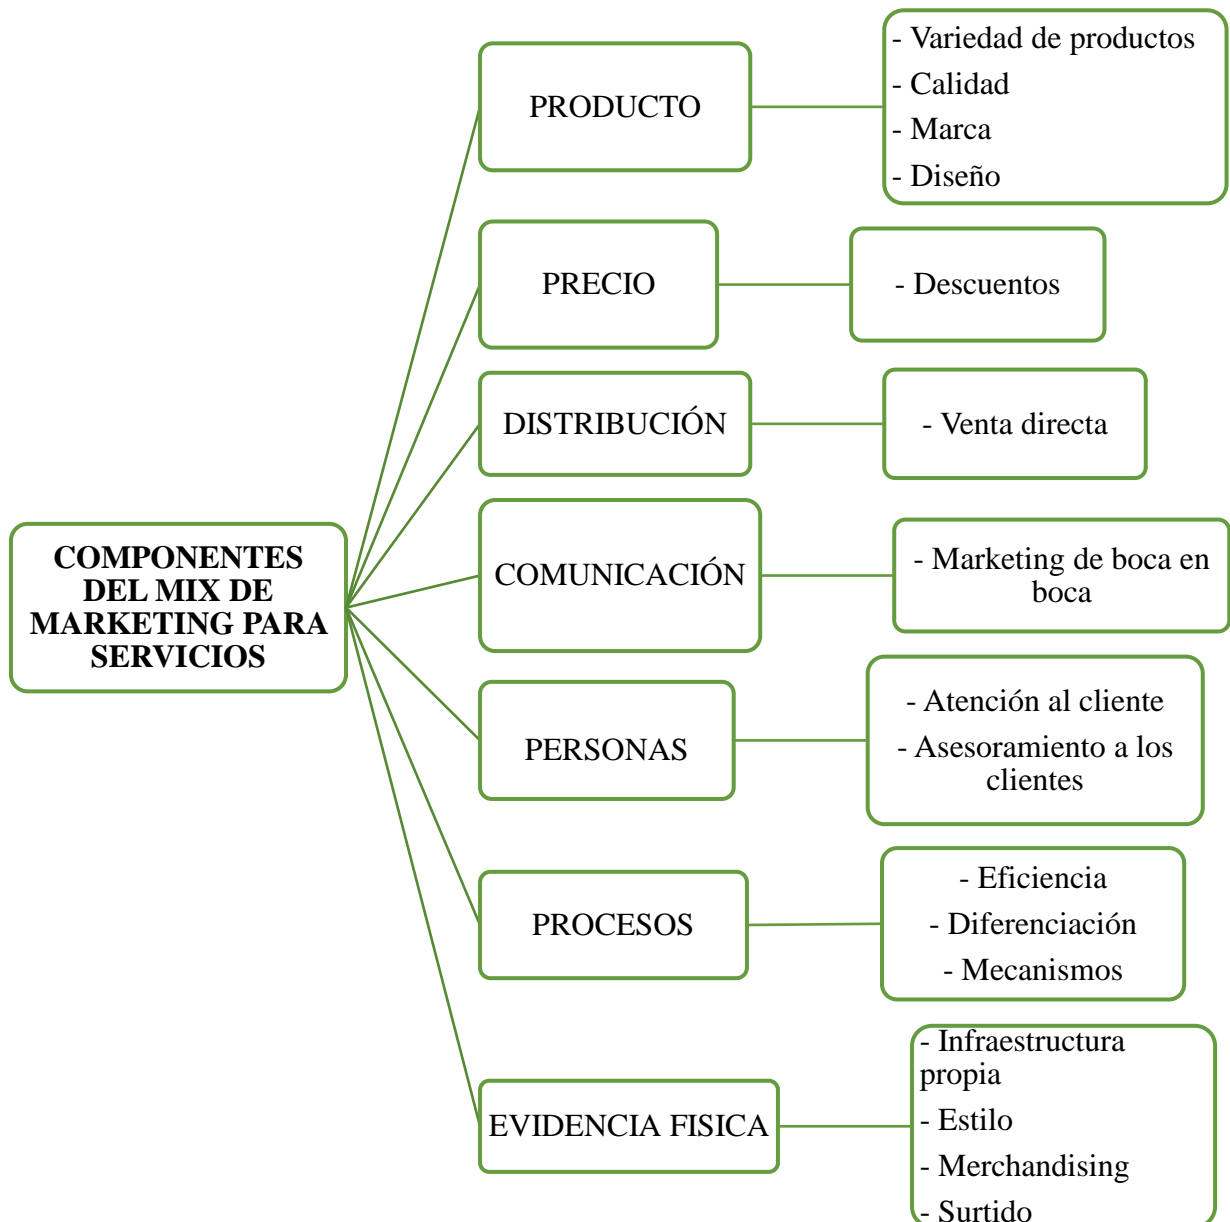 COMPONENTES
DEL MIX DE
MARKETING PARA
SERVICIOS
PRODUCTO
- Variedad de productos
- Calidad
- Marca
- Diseño
PRECIO
- Descuentos
DISTRIBUCIÓN
- Venta directa
COMUNICACIÓN
- Marketing de boca en
boca
PERSONAS
- Atención al cliente
- Asesoramiento a los
clientes
PROCESOS
- Eficiencia
- Diferenciación
- Mecanismos
EVIDENCIA FISICA
- Infraestructura
propia
- Estilo
- Merchandising
- Surtido